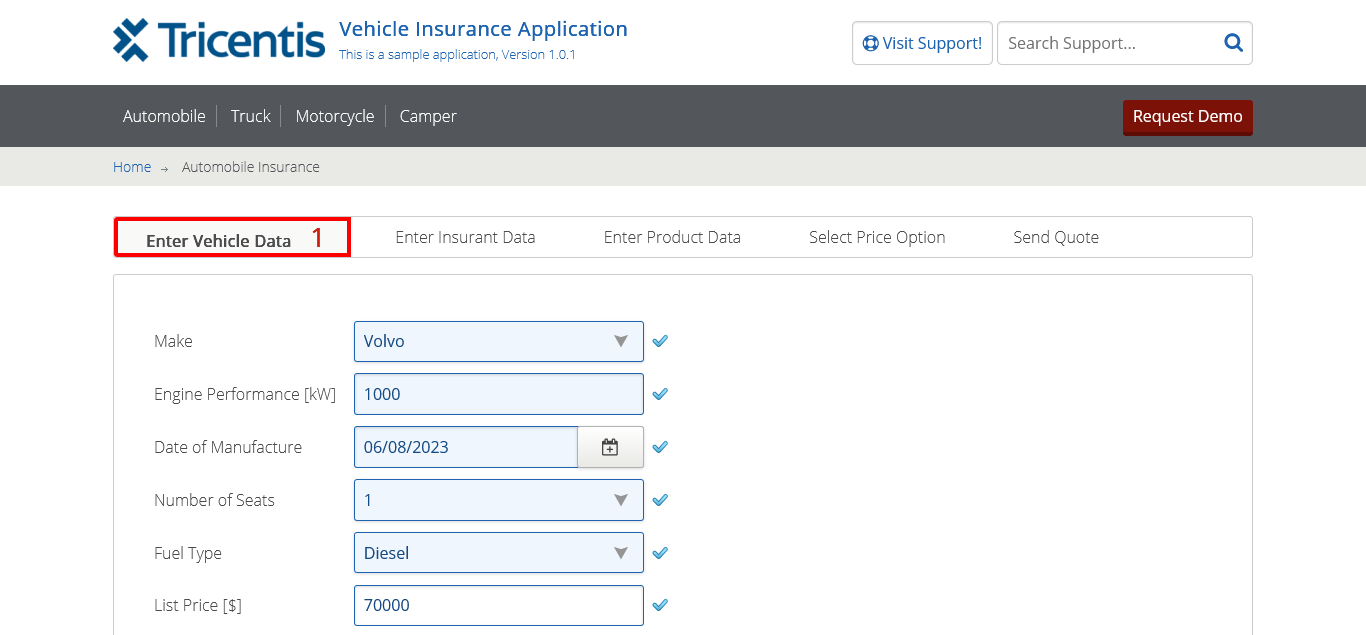 Tricentis
Vehicle Insurance Application
This is a sample application, Version 1.0.1
Visit Support!
Search Support...
Automobile
Truck
Motorcycle
Camper
Request Demo
Home → Automobile Insurance
Enter Vehicle Data 1
Enter Insurant Data
Enter Product Data
Select Price Option
Send Quote
Make
Volvo
Engine Performance [kW]
1000
Date of Manufacture
06/08/2023
Number of Seats
1
Fuel Type
Diesel
List Price [$]
70000